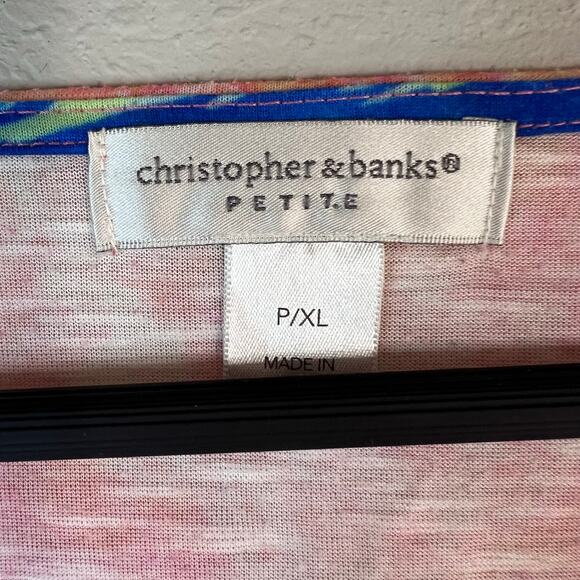 christopher & banks®
PETITE
P/XL
MADE IN